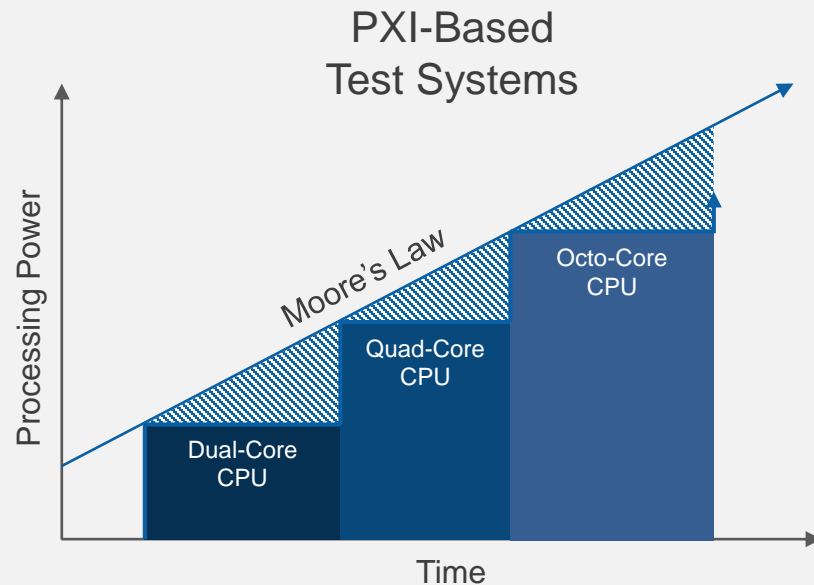 PXI-Based
Test Systems
Processing Power
Moore's Law
Octo-Core
CPU
Quad-Core
CPU
Dual-Core
CPU
Time